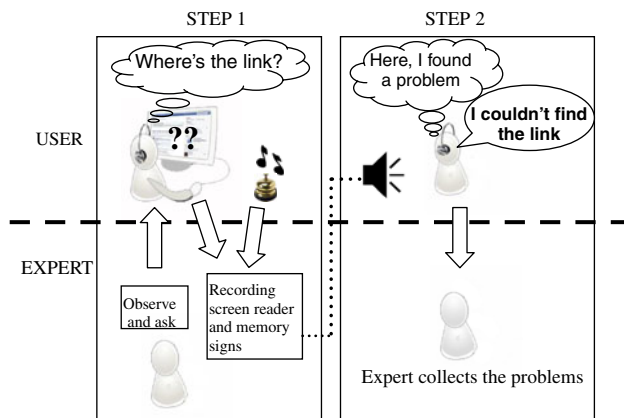 STEP 1
STEP 2
Where's the link?
??
Here, I found
a problem
I couldn't find
the link
USER
EXPERT
Observe
and ask
Recording
screen reader
and memory
signs
Expert collects the problems